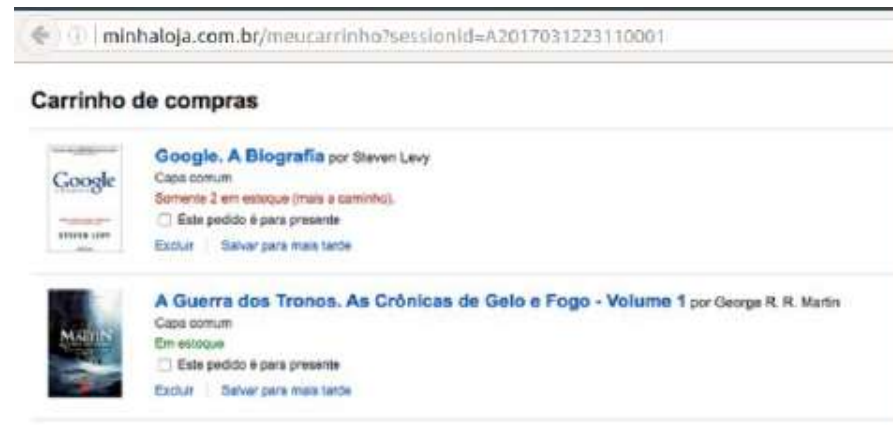 minhaloja.com.br/meucarrinho?sessionid=A2017031223110001
Carrinho de compras
Google. A Biografia por Steven Levy
Capa comum
Somente 2 em estoque (mais a caminho).
Este pedido é para presente
Excluir | Salvar para mais tarde
Google
STEVEN LEVY
A Guerra dos Tronos. As Crônicas de Gelo e Fogo - Volume 1 por George R. R. Martin
Capa comum
Em estoque
Este pedido é para presente
Excluir | Salvar para mais tarde
MARTIN